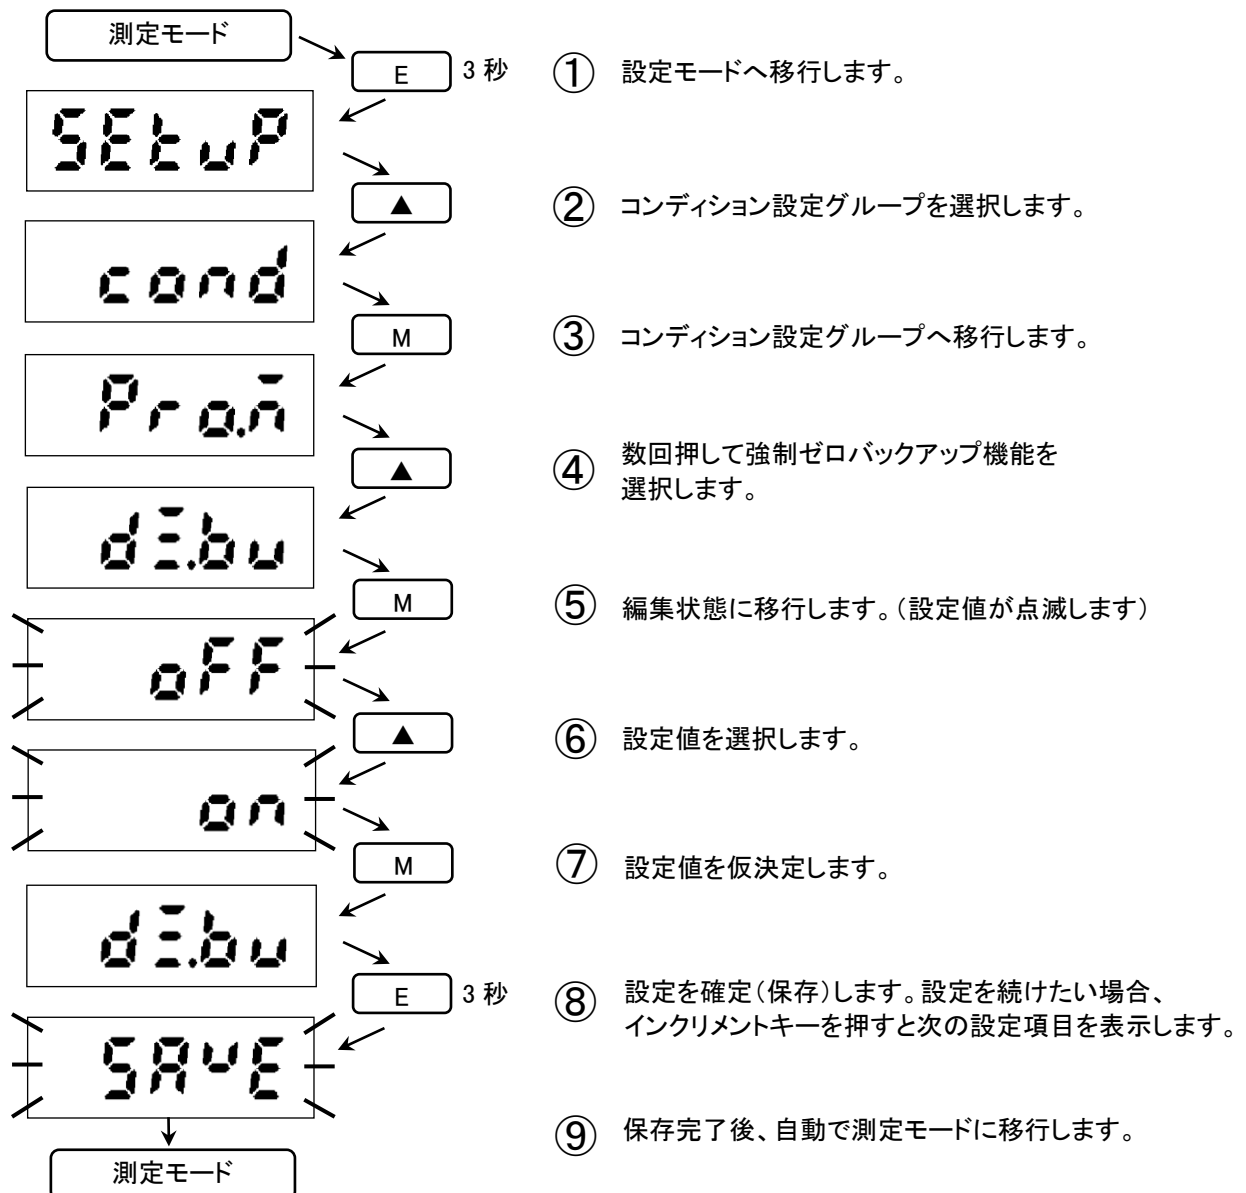 測定モード
E 3 秒 ① 設定モードへ移行します。
SEtuP
▲ ② コンディション設定グループを選択します。
cond
M ③ コンディション設定グループへ移行します。
Pro.n̄
▲ ④ 数回押して強制ゼロバックアップ機能を
選択します。
dΞ.bu
M ⑤ 編集状態に移行します。（設定値が点滅します）
oFF
▲ ⑥ 設定値を選択します。
on
M ⑦ 設定値を仮決定します。
dΞ.bu
E 3 秒 ⑧ 設定を確定（保存）します。設定を続けたい場合、
インクリメントキーを押すと次の設定項目を表示します。
SAvE
⑨ 保存完了後、自動で測定モードに移行します。
測定モード